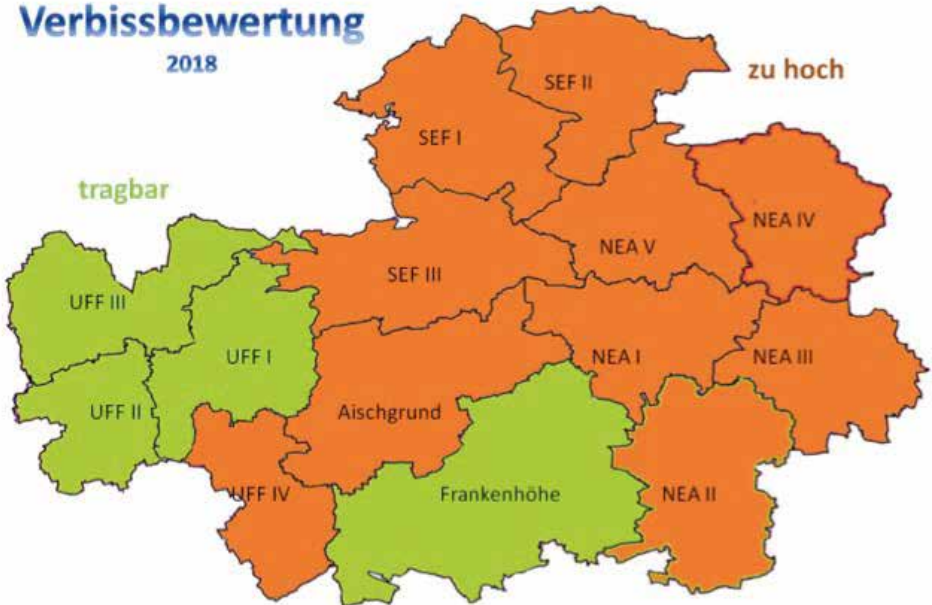 Verbissbewertung
2018
zu hoch
SEF II
SEF I
tragbar
NEA IV
NEA V
SEF III
UFF III
UFF I
NEA I
NEA III
UFF II
Aischgrund
UFF IV
Frankenhöhe
NEA II